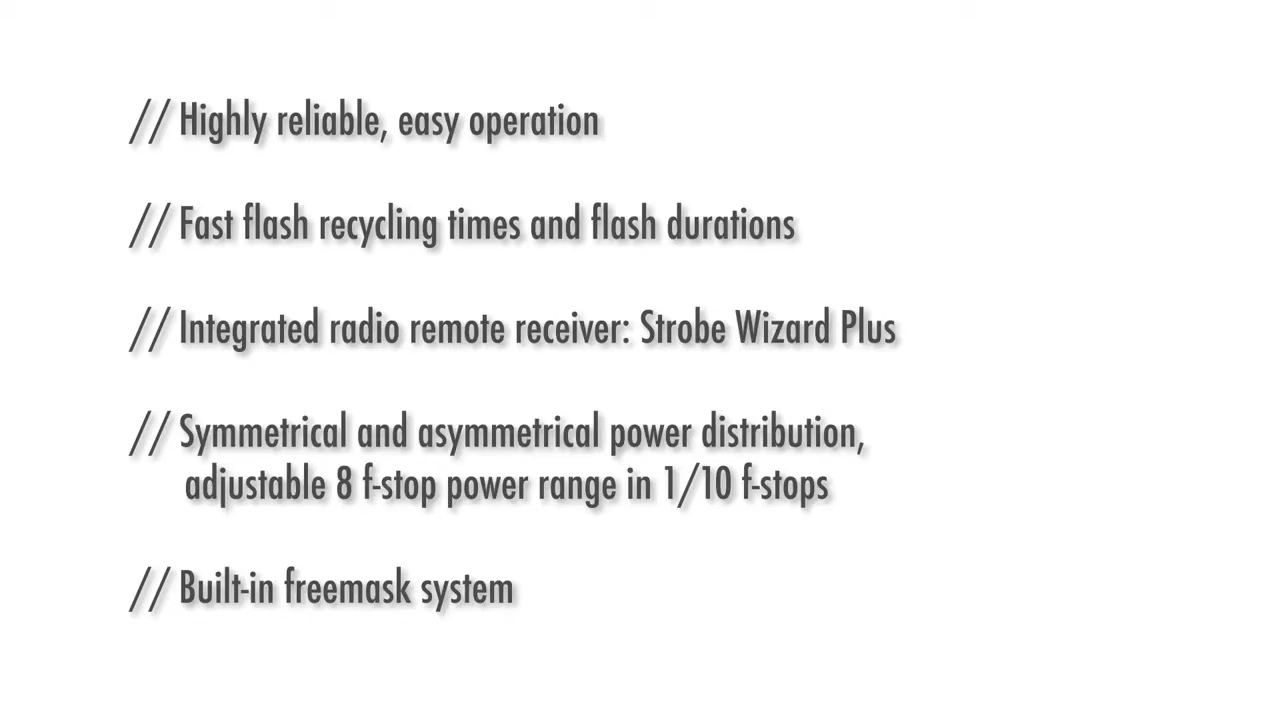 // Highly reliable, easy operation
// Fast flash recycling times and flash durations
// Integrated radio remote receiver: Strobe Wizard Plus
// Symmetrical and asymmetrical power distribution,
adjustable 8 f-stop power range in 1/10 f-stops
// Built-in freemask system